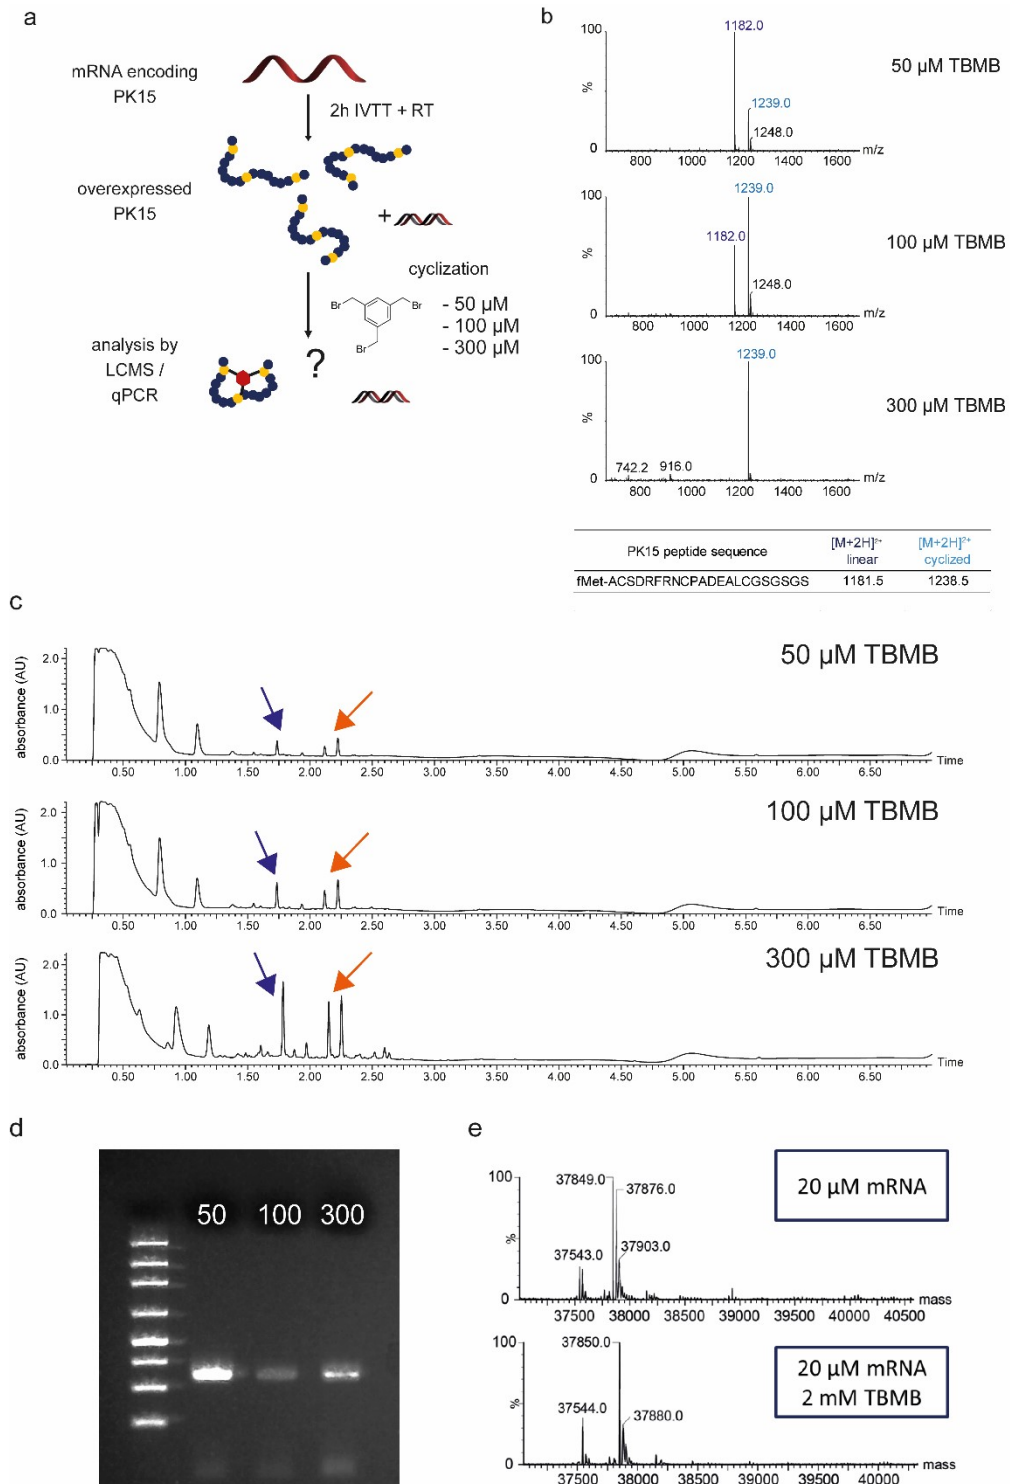 a
mRNA encoding
PK15
2h IVTT + RT
overexpressed
PK15
+
cyclization
Br
Br
Br
- 50 µM
- 100 µM
- 300 µM
analysis by
LCMS /
qPCR
?
b
100
%
0
1182.0
1239.0
1248.0
800 1000 1200 1400 1600 m/z
50 µM TBMB
100
%
0
1239.0
1182.0
1248.0
800 1000 1200 1400 1600 m/z
100 µM TBMB
100
%
0
1239.0
742.2 916.0
800 1000 1200 1400 1600 m/z
300 µM TBMB
PK15 peptide sequence [M+2H]²⁺ linear [M+2H]²⁺ cyclized
fMet-ACSDRFRNCPADEALCGSGSGS 1181.5 1238.5
c
50 µM TBMB
absorbance (AU)
2.0
1.0
0.0
0.50 1.00 1.50 2.00 2.50 3.00 3.50 4.00 4.50 5.00 5.50 6.00 6.50 Time
100 µM TBMB
absorbance (AU)
2.0
1.0
0.0
0.50 1.00 1.50 2.00 2.50 3.00 3.50 4.00 4.50 5.00 5.50 6.00 6.50 Time
300 µM TBMB
absorbance (AU)
2.0
1.0
0.0
0.50 1.00 1.50 2.00 2.50 3.00 3.50 4.00 4.50 5.00 5.50 6.00 6.50 Time
d
50 100 300
e
100
%
0
37849.0
37876.0
37543.0
37903.0
37500 38000 38500 39000 39500 40000 40500 mass
20 µM mRNA
100
%
0
37850.0
37544.0
37880.0
37500 38000 38500 39000 39500 40000 mass
20 µM mRNA
2 mM TBMB